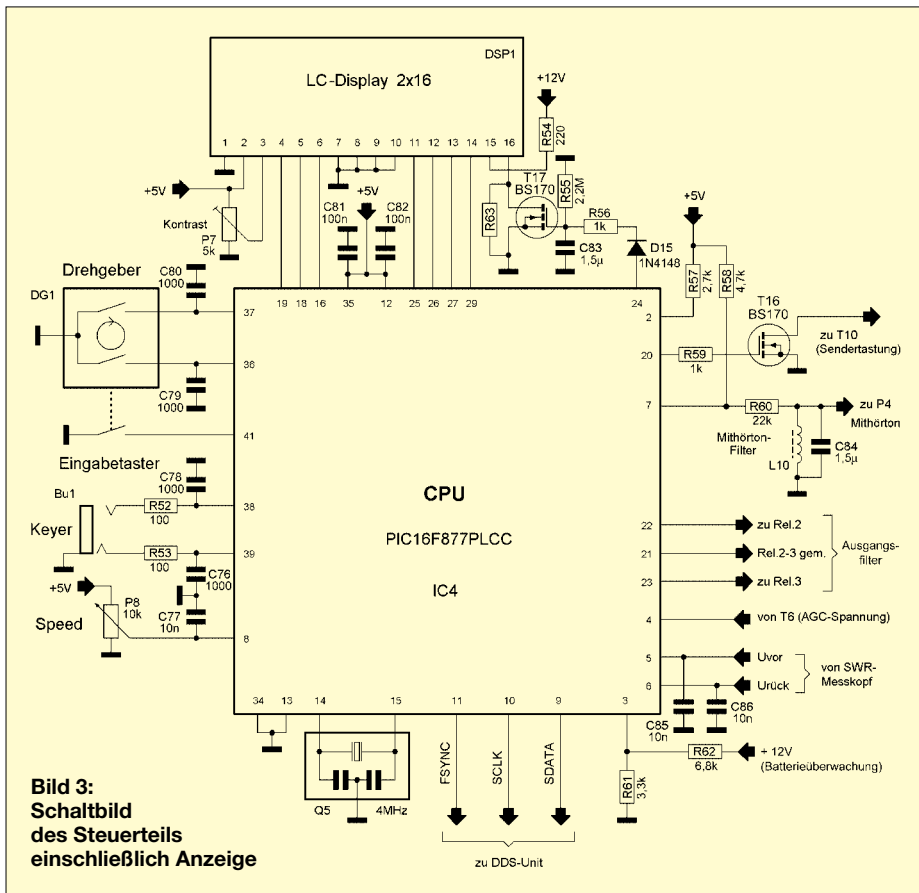 DSP1
LC-Display 2x16
1 2 3 4 5 6 7 8 9 10 11 12 13 14 15 16
+12V
R54
220
T17
BS170
R55
2,2M
R56
1k
R63
C83
1,5µ
D15
1N4148
+5V
Kontrast
P7
5k
C81
100n
+5V
C82
100n
+5V
R57
2,7k
R58
4,7k
T16
BS170
Drehgeber
DG1
C80
1000
C79
1000
19 18 16 35 12 25 26 27 29 24
37
36
41
2
20
R59
1k
zu T10
(Sendertastung)
7
R60
22k
zu P4
Mithörton
Mithörton-
Filter
L10
C84
1,5µ
Eingabetaster
Bu1
C78
1000
R52
100
38
Keyer
R53
100
39
C76
1000
+5V
P8
10k
Speed
C77
10n
8
CPU
PIC16F877PLCC
IC4
22
zu Rel.2
21
Rel.2-3 gem.
23
zu Rel.3
Ausgangs-
filter
4
von T6 (AGC-Spannung)
5
Uvor
6
Urück
von SWR-
Messkopf
C85
10n
C86
10n
34 13 14 15 11 10 9 3
Q5
4MHz
FSYNC
SCLK
SDATA
R61
3,3k
R62
6,8k
+ 12V
(Batterieüberwachung)
zu DDS-Unit
Bild 3:
Schaltbild
des Steuerteils
einschließlich Anzeige